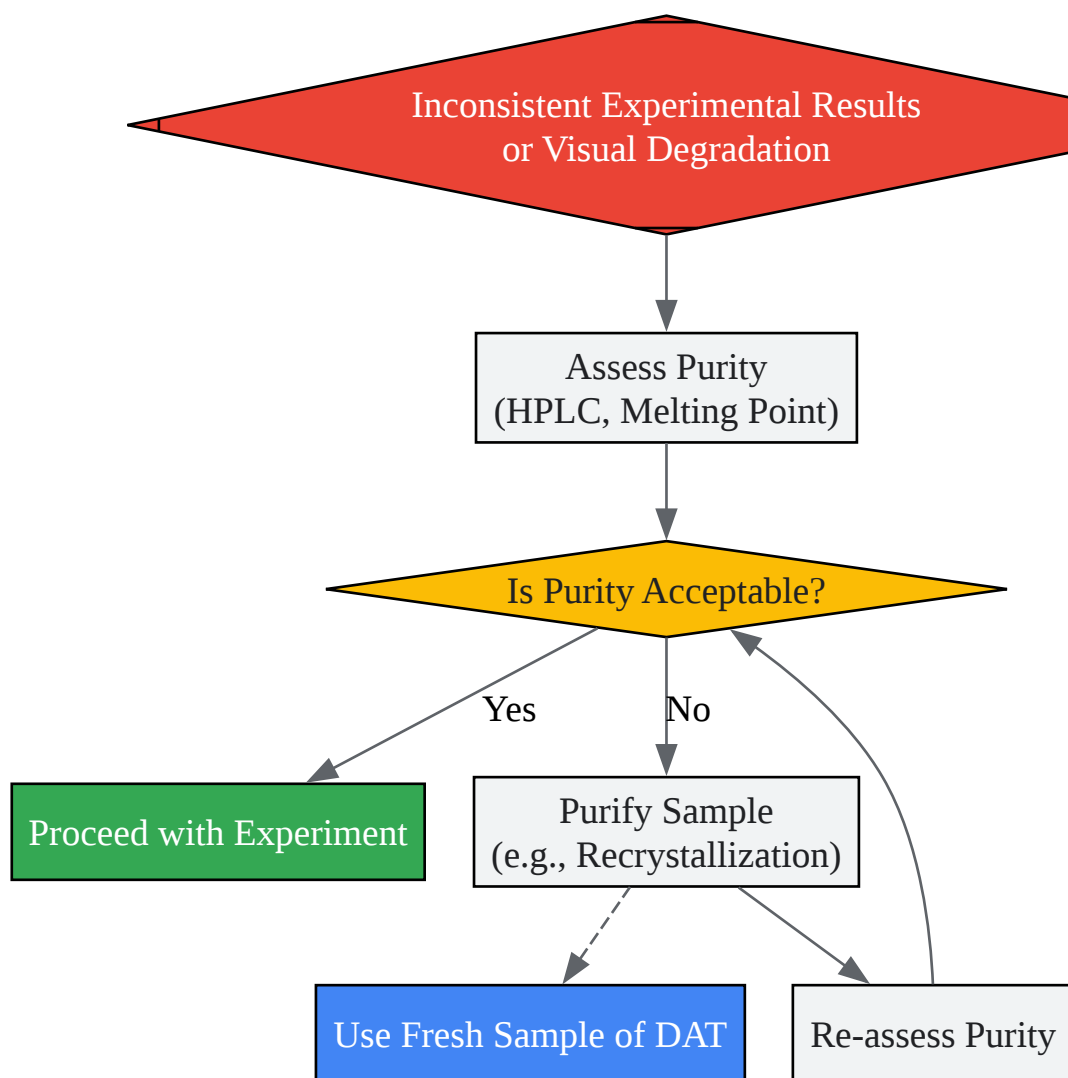 Inconsistent Experimental Results
or Visual Degradation
Assess Purity
(HPLC, Melting Point)
Is Purity Acceptable?
Yes
No
Proceed with Experiment
Purify Sample
(e.g., Recrystallization)
Use Fresh Sample of DAT
Re-assess Purity